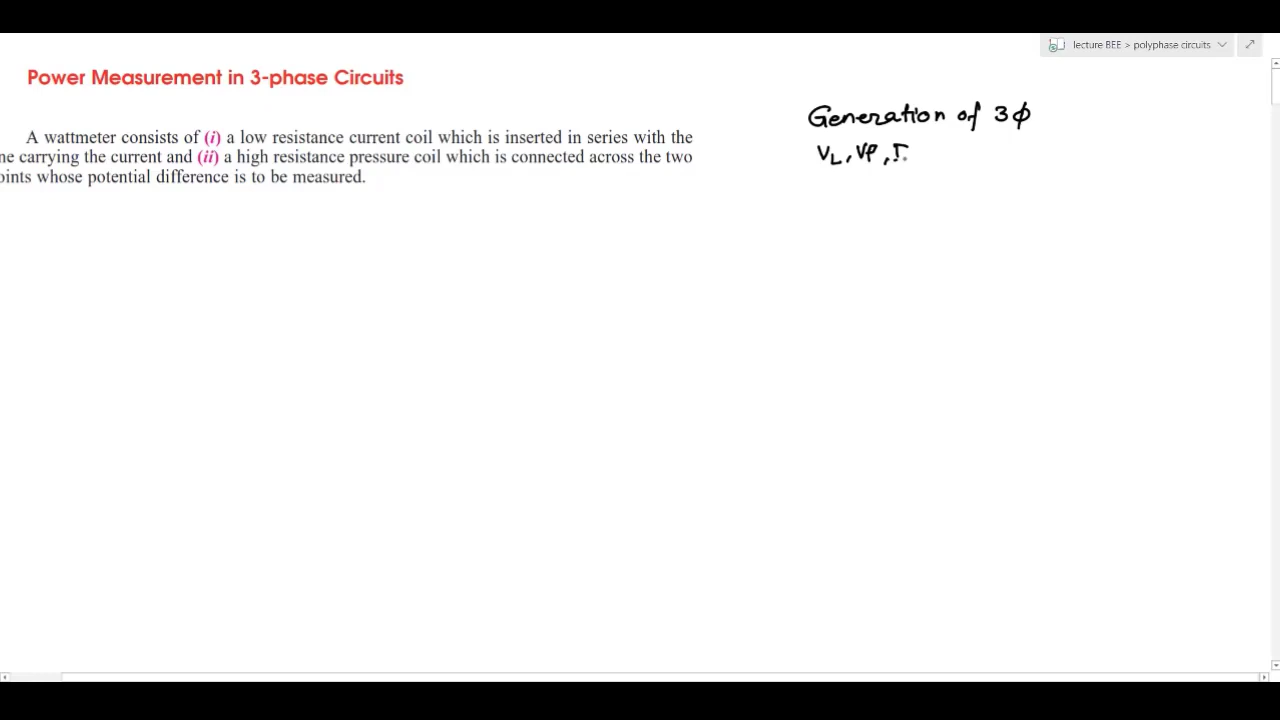 lecture BEE > polyphase circuits
Power Measurement in 3-phase Circuits
A wattmeter consists of (i) a low resistance current coil which is inserted in series with the
ne carrying the current and (ii) a high resistance pressure coil which is connected across the two
oints whose potential difference is to be measured.
Generation of 3ϕ
VL, VP, I